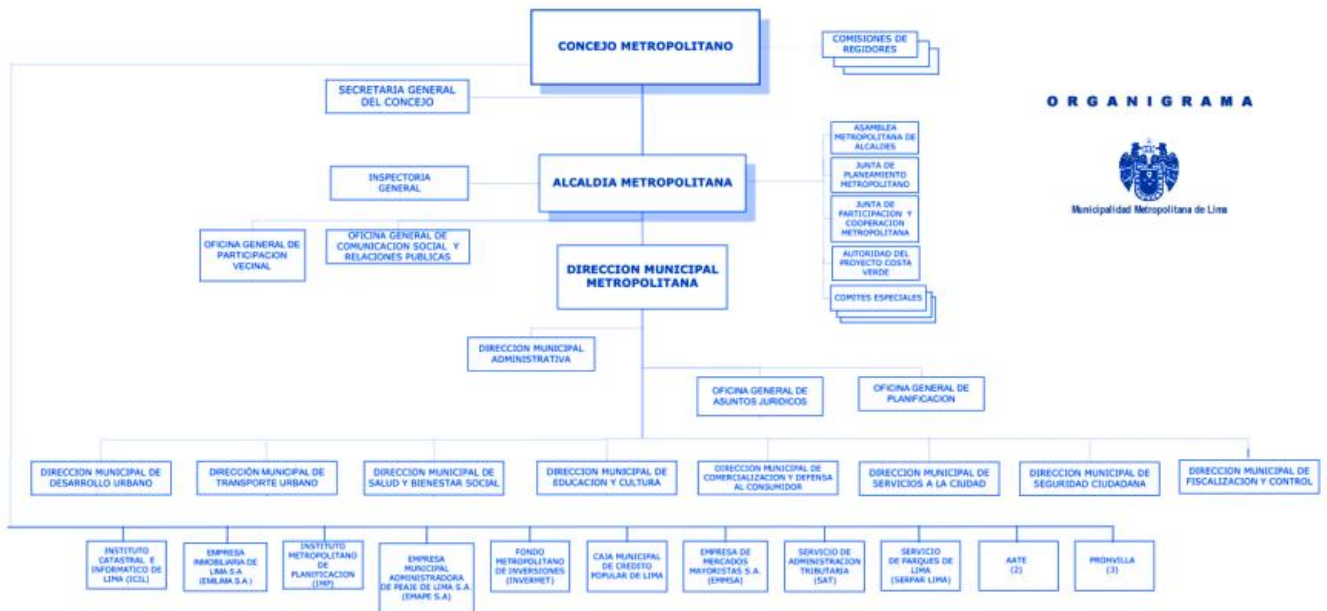 CONCEJO METROPOLITANO
COMISIONES DE
REGIDORES
SECRETARIA GENERAL
DEL CONCEJO
ORGANIGRAMA
ASAMBLEA
METROPOLITANA DE
ALCALDES
INSPECTORIA
GENERAL
ALCALDIA METROPOLITANA
JUNTA DE
PLANEAMIENTO
METROPOLITANO
Municipalidad Metropolitana de Lima
JUNTA DE
PARTICIPACION Y
COOPERACION
METROPOLITANA
OFICINA GENERAL DE
PARTICIPACION
VECINAL
OFICINA GENERAL DE
COMUNICACION SOCIAL Y
RELACIONES PUBLICAS
DIRECCION MUNICIPAL
METROPOLITANA
AUTORIDAD DEL
PROYECTO COSTA
VERDE
COMITES ESPECIALES
DIRECCION MUNICIPAL
ADMINISTRATIVA
OFICINA GENERAL DE
ASUNTOS JURIDICOS
OFICINA GENERAL DE
PLANIFICACION
DIRECCION MUNICIPAL DE
DESARROLLO URBANO
DIRECCIÓN MUNICIPAL DE
TRANSPORTE URBANO
DIRECCION MUNICIPAL DE
SALUD Y BIENESTAR SOCIAL
DIRECCION MUNICIPAL DE
EDUCACION Y CULTURA
DIRECCION MUNICIPAL DE
COMERCIALIZACION Y DEFENSA
AL CONSUMIDOR
DIRECCION MUNICIPAL DE
SERVICIOS A LA CIUDAD
DIRECCION MUNICIPAL DE
SEGURIDAD CIUDADANA
DIRECCION MUNICIPAL DE
FISCALIZACION Y CONTROL
INSTITUTO
CATASTRAL E
INFORMATICO DE
LIMA (ICIL)
EMPRESA
INMOBILIARIA DE
LIMA S.A
(EMILIMA S.A.)
INSTITUTO
METROPOLITANO
DE
PLANIFICACION
(IMP)
EMPRESA
MUNICIPAL
ADMINISTRADORA
DE PEAJE DE LIMA S.A.
(EMAPE S.A)
FONDO
METROPOLITANO
DE INVERSIONES
(INVERMET)
CAJA MUNICIPAL
DE CREDITO
POPULAR DE LIMA
EMPRESA DE
MERCADOS
MAYORISTAS S.A.
(EMMSA)
SERVICIO DE
ADMINISTRACION
TRIBUTARIA
(SAT)
SERVICIO
DE PARQUES DE
LIMA
(SERPAR LIMA)
AATE
(2)
PROHVILLA
(3)